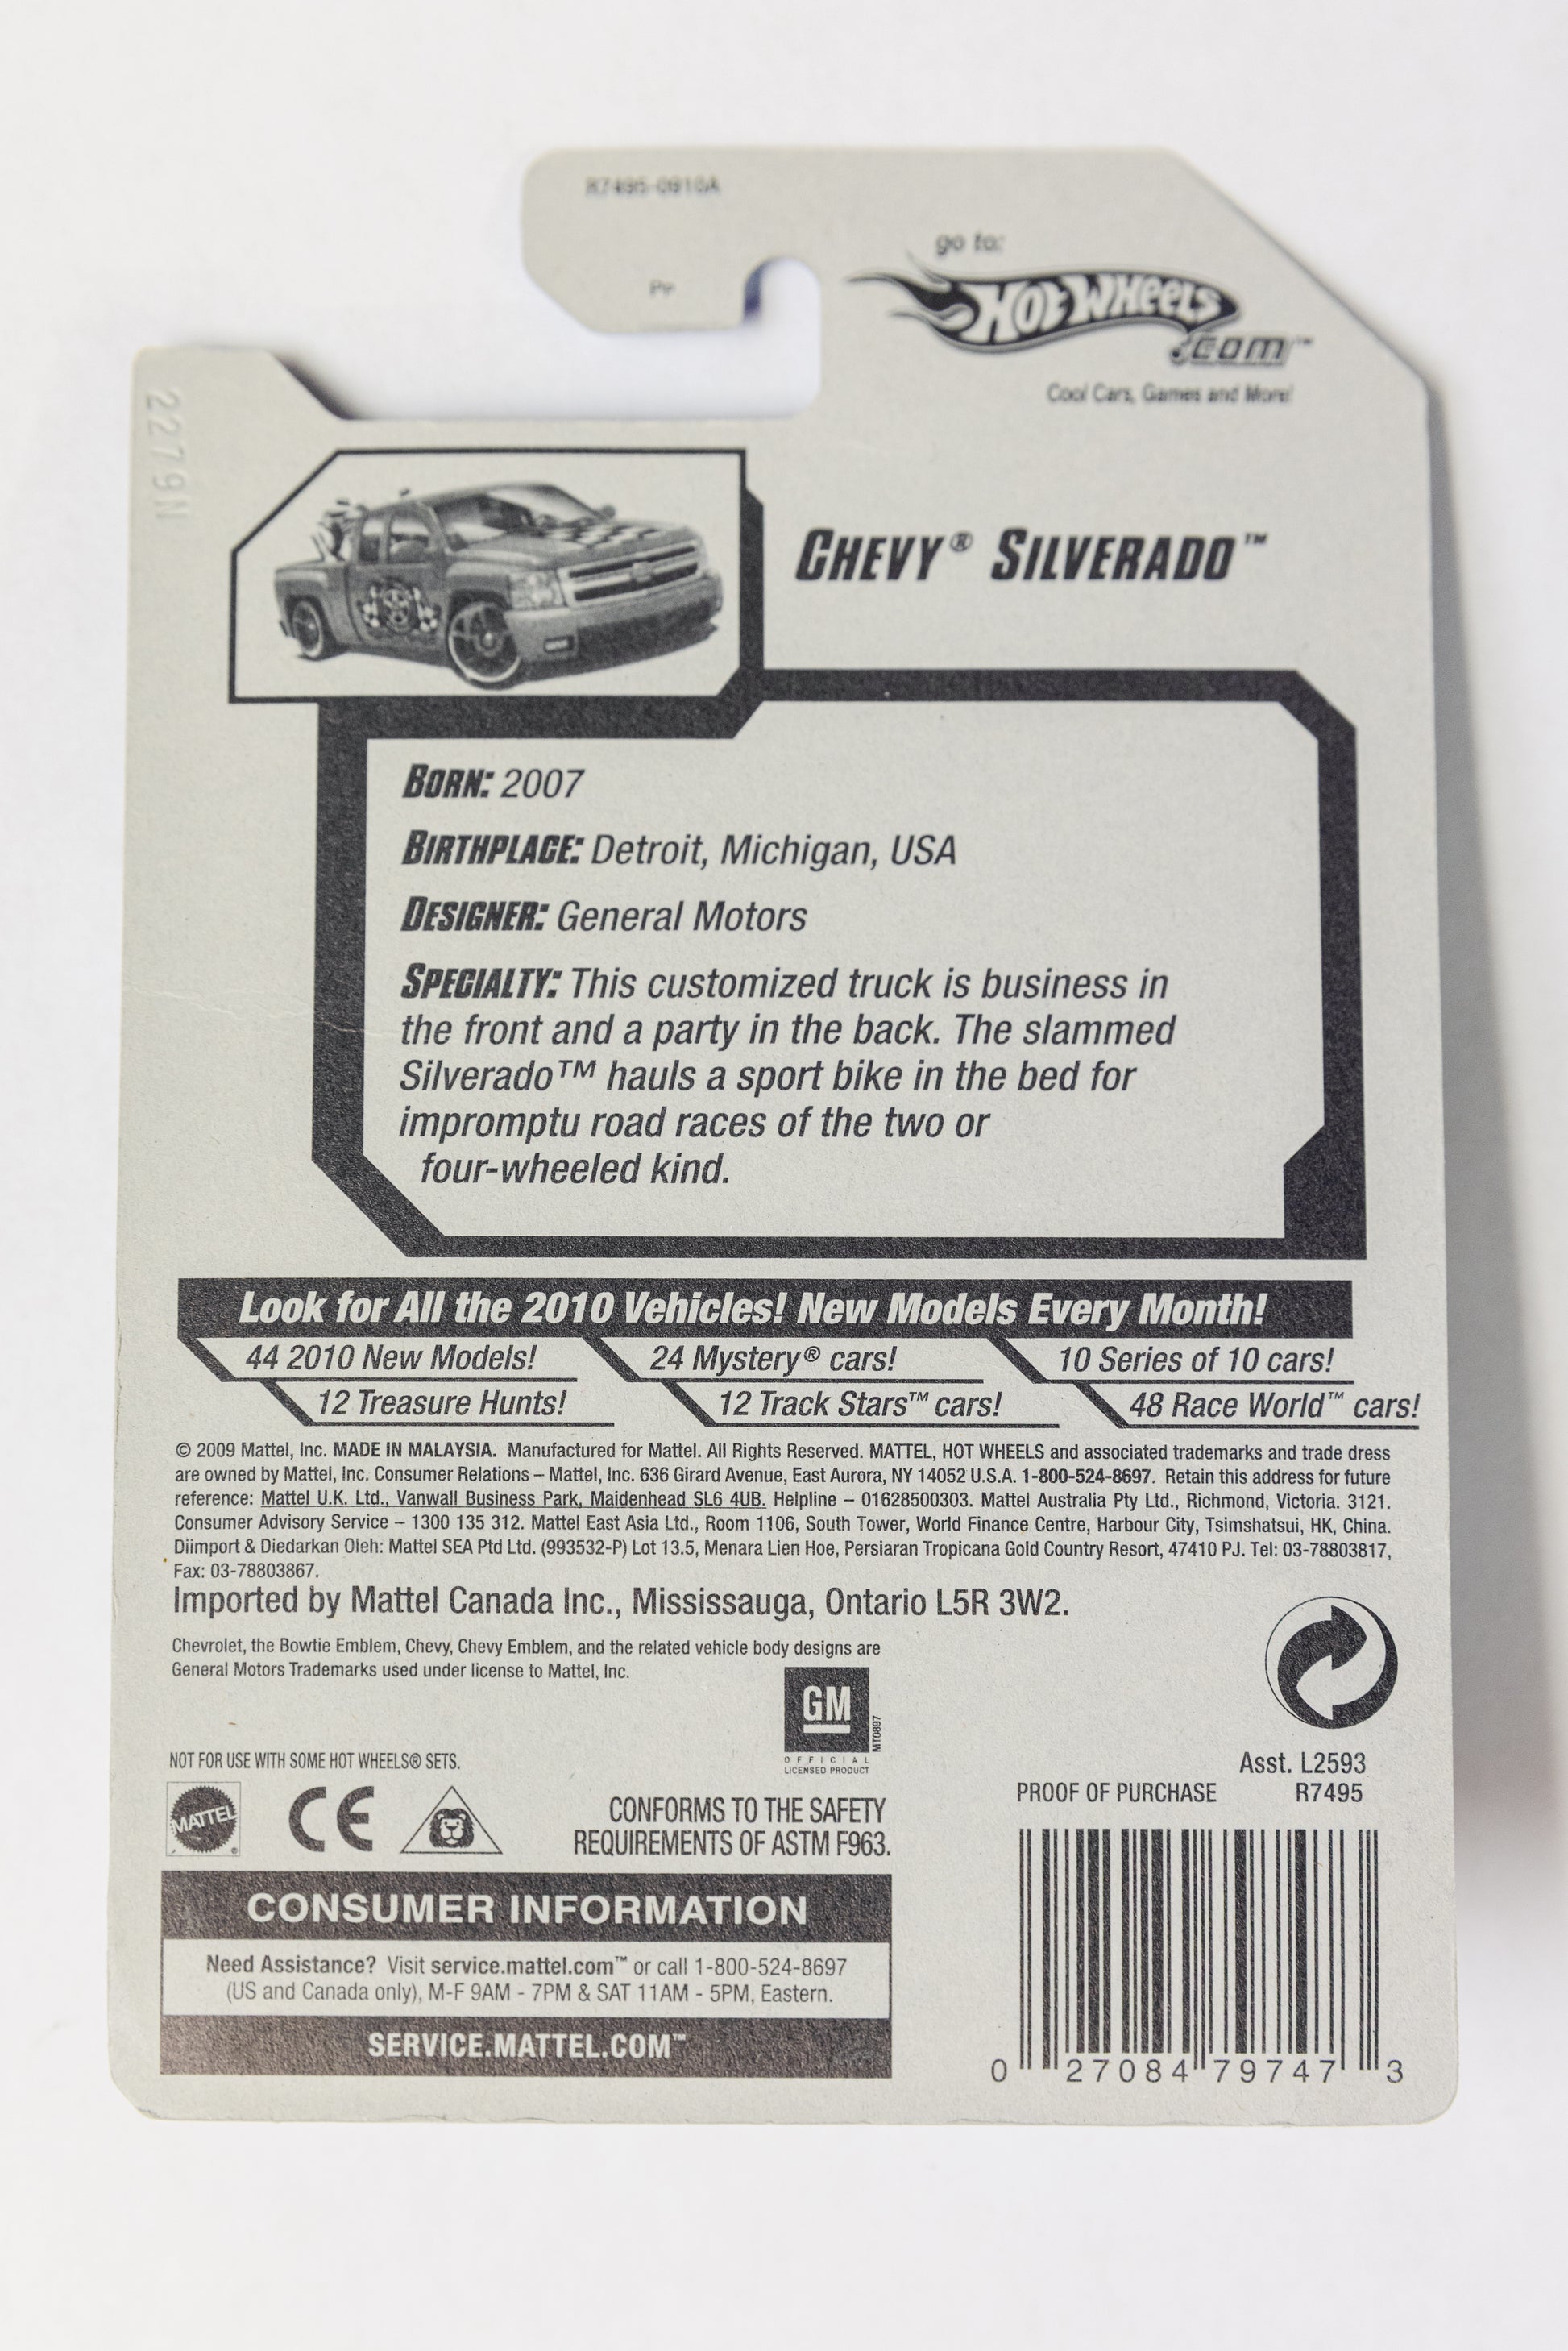 R7495-0910A
go to:
Pr
Hot Wheels
.com™
Cool Cars, Games and More!
2279N
CHEVY® SILVERADO™
BORN: 2007
BIRTHPLACE: Detroit, Michigan, USA
DESIGNER: General Motors
SPECIALTY: This customized truck is business in
the front and a party in the back. The slammed
Silverado™ hauls a sport bike in the bed for
impromptu road races of the two or
four-wheeled kind.
Look for All the 2010 Vehicles! New Models Every Month!
44 2010 New Models! 24 Mystery® cars! 10 Series of 10 cars!
12 Treasure Hunts! 12 Track Stars™ cars! 48 Race World™ cars!
© 2009 Mattel, Inc. MADE IN MALAYSIA. Manufactured for Mattel. All Rights Reserved. MATTEL, HOT WHEELS and associated trademarks and trade dress
are owned by Mattel, Inc. Consumer Relations – Mattel, Inc. 636 Girard Avenue, East Aurora, NY 14052 U.S.A. 1-800-524-8697. Retain this address for future
reference: Mattel U.K. Ltd., Vanwall Business Park, Maidenhead SL6 4UB. Helpline – 01628500303. Mattel Australia Pty Ltd., Richmond, Victoria. 3121.
Consumer Advisory Service – 1300 135 312. Mattel East Asia Ltd., Room 1106, South Tower, World Finance Centre, Harbour City, Tsimshatsui, HK, China.
Diimport & Diedarkan Oleh: Mattel SEA Ptd Ltd. (993532-P) Lot 13.5, Menara Lien Hoe, Persiaran Tropicana Gold Country Resort, 47410 PJ. Tel: 03-78803817,
Fax: 03-78803867.
Imported by Mattel Canada Inc., Mississauga, Ontario L5R 3W2.
Chevrolet, the Bowtie Emblem, Chevy, Chevy Emblem, and the related vehicle body designs are
General Motors Trademarks used under license to Mattel, Inc.
GM
MT0897
OFFICIAL
LICENSED PRODUCT
NOT FOR USE WITH SOME HOT WHEELS® SETS.
Asst. L2593
PROOF OF PURCHASE R7495
MATTEL®
CE
CONFORMS TO THE SAFETY
REQUIREMENTS OF ASTM F963.
CONSUMER INFORMATION
Need Assistance? Visit service.mattel.com™ or call 1-800-524-8697
(US and Canada only), M-F 9AM - 7PM & SAT 11AM - 5PM, Eastern.
SERVICE.MATTEL.COM™
0 27084 79747 3